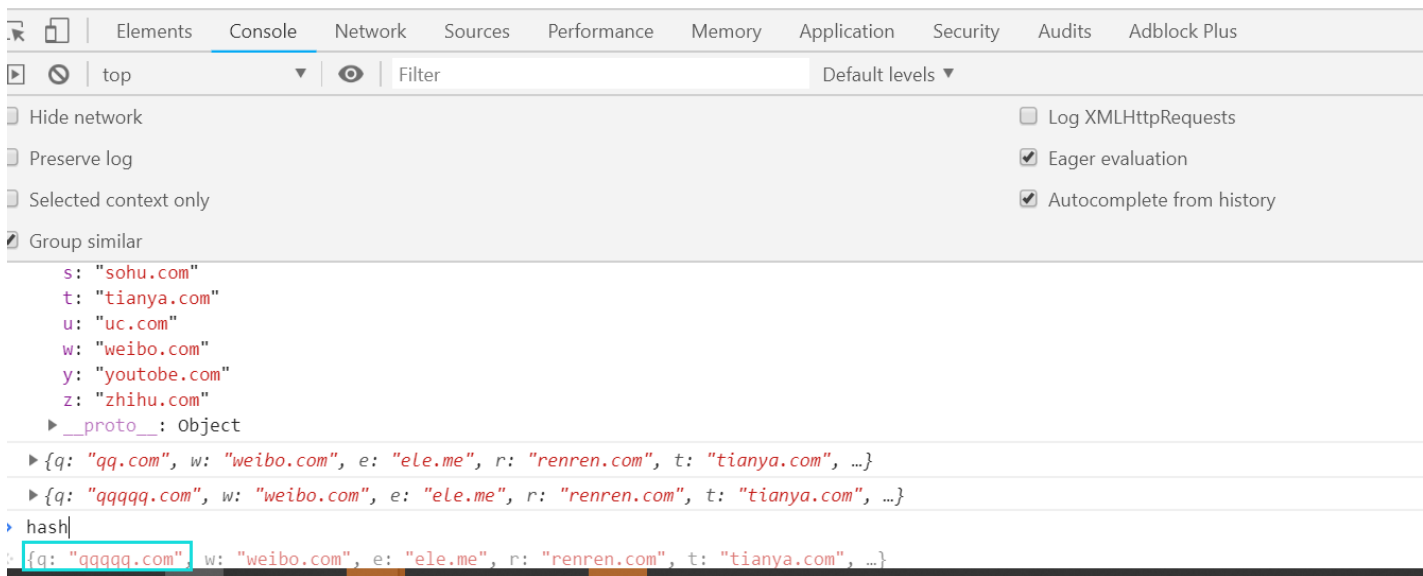 Elements Console Network Sources Performance Memory Application Security Audits Adblock Plus
top Filter Default levels
Hide network Log XMLHttpRequests
Preserve log Eager evaluation
Selected context only Autocomplete from history
Group similar
s: "sohu.com"
t: "tianya.com"
u: "uc.com"
w: "weibo.com"
y: "youtobe.com"
z: "zhihu.com"
__proto__: Object
{q: "qq.com", w: "weibo.com", e: "ele.me", r: "renren.com", t: "tianya.com", …}
{q: "qqqqq.com", w: "weibo.com", e: "ele.me", r: "renren.com", t: "tianya.com", …}
hash
{q: "qqqqq.com", w: "weibo.com", e: "ele.me", r: "renren.com", t: "tianya.com", …}